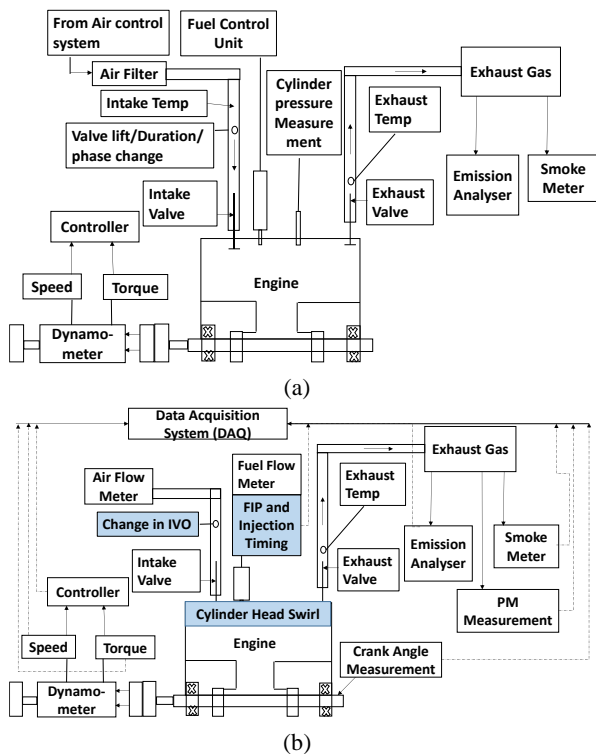 From Air control
system
Fuel Control
Unit
Air Filter
Exhaust Gas
Intake Temp
Cylinder
pressure
Measure
ment
Exhaust
Temp
Valve lift/Duration/
phase change
Emission
Analyser
Smoke
Meter
Intake
Valve
Exhaust
Valve
Controller
Engine
Speed
Torque
Dynamo-
meter
(a)
Data Acquisition
System (DAQ)
Air Flow
Meter
Fuel Flow
Meter
Exhaust Gas
Exhaust
Temp
Change in IVO
FIP and
Injection
Timing
Emission
Analyser
Smoke
Meter
Intake
Valve
Exhaust
Valve
PM
Measurement
Controller
Cylinder Head Swirl
Engine
Crank Angle
Measurement
Speed
Torque
Dynamo-
meter
(b)